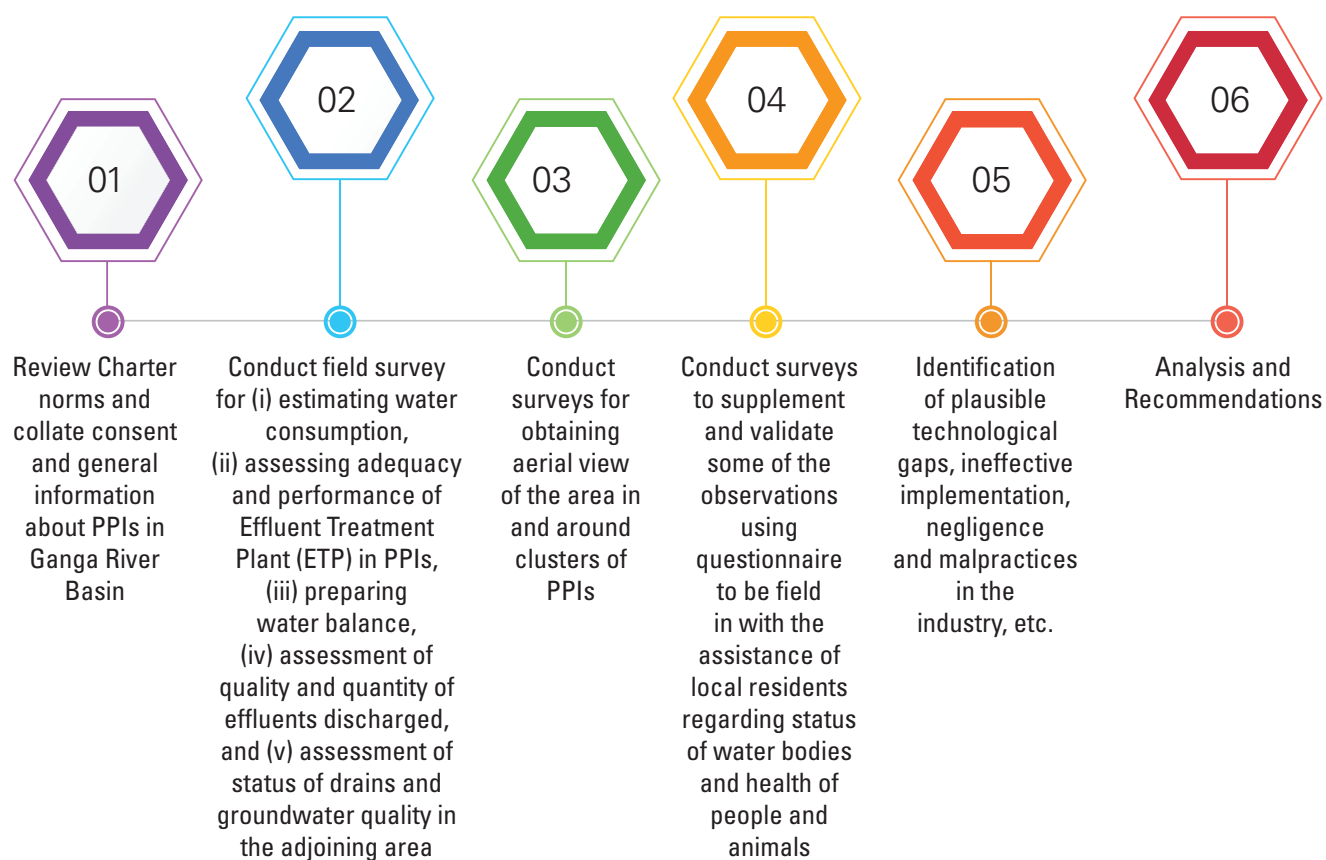 01
Review Charter
norms and
collate consent
and general
information
about PPIs in
Ganga River
Basin
02
Conduct field survey
for (i) estimating water
consumption,
(ii) assessing adequacy
and performance of
Effluent Treatment
Plant (ETP) in PPIs,
(iii) preparing
water balance,
(iv) assessment of
quality and quantity of
effluents discharged,
and (v) assessment of
status of drains and
groundwater quality in
the adjoining area
03
Conduct
surveys for
obtaining
aerial view
of the area in
and around
clusters of
PPIs
04
Conduct surveys
to supplement
and validate
some of the
observations
using
questionnaire
to be field
in with the
assistance of
local residents
regarding status
of water bodies
and health of
people and
animals
05
Identification
of plausible
technological
gaps, ineffective
implementation,
negligence
and malpractices
in the
industry, etc.
06
Analysis and
Recommendations